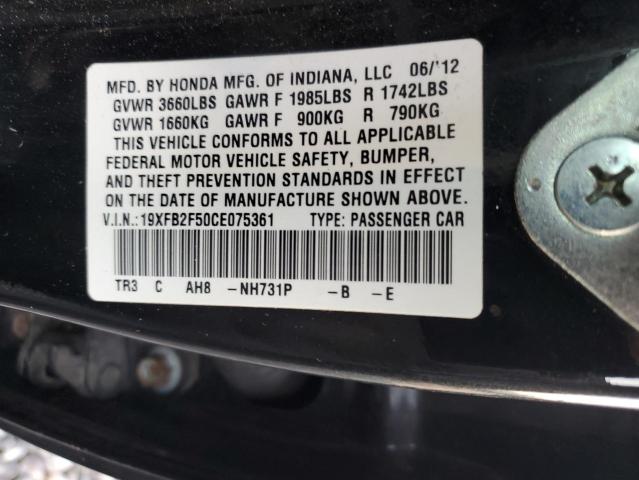 MFD. BY HONDA MFG. OF INDIANA, LLC 06/'12
GVWR 3660LBS GAWR F 1985LBS R 1742LBS
GVWR 1660KG GAWR F 900KG R 790KG
THIS VEHICLE CONFORMS TO ALL APPLICABLE
FEDERAL MOTOR VEHICLE SAFETY, BUMPER,
AND THEFT PREVENTION STANDARDS IN EFFECT
ON THE DATE OF MANUFACTURE SHOWN ABOVE.
V.I.N.:19XFB2F50CE075361 TYPE: PASSENGER CAR
TR3 C AH8 -NH731P -B -E